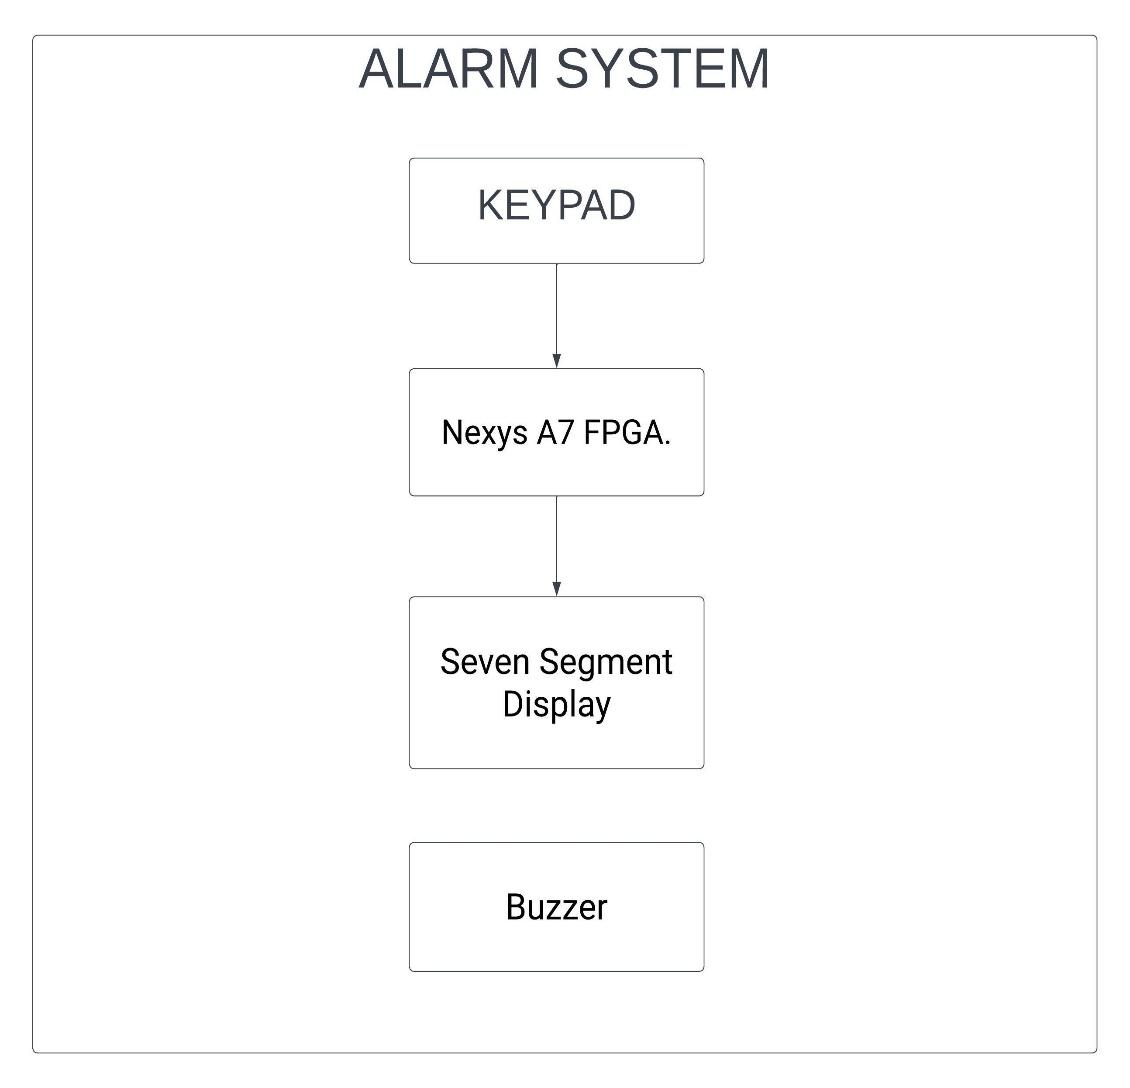 ALARM SYSTEM
KEYPAD
Nexys A7 FPGA.
Seven Segment
Display
Buzzer